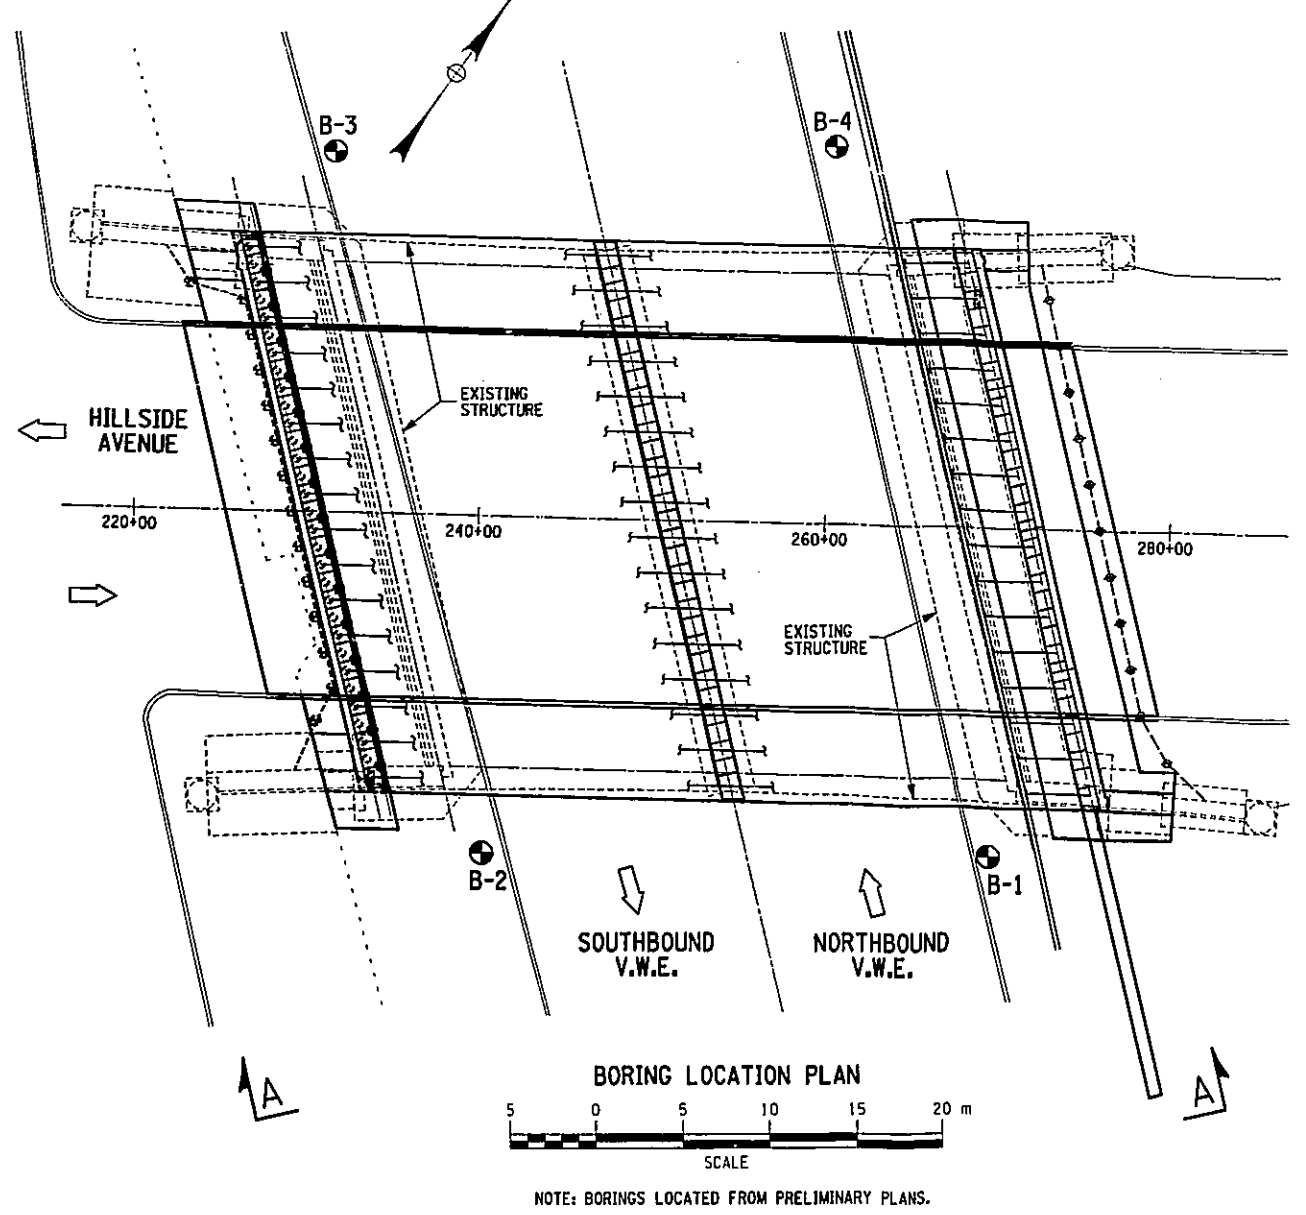 B-3
B-4
EXISTING
STRUCTURE
HILLSIDE
AVENUE
220+00
240+00
260+00
280+00
EXISTING
STRUCTURE
B-2
B-1
SOUTHBOUND
V.W.E.
NORTHBOUND
V.W.E.
A
A
BORING LOCATION PLAN
5 0 5 10 15 20 m
SCALE
NOTE: BORINGS LOCATED FROM PRELIMINARY PLANS.